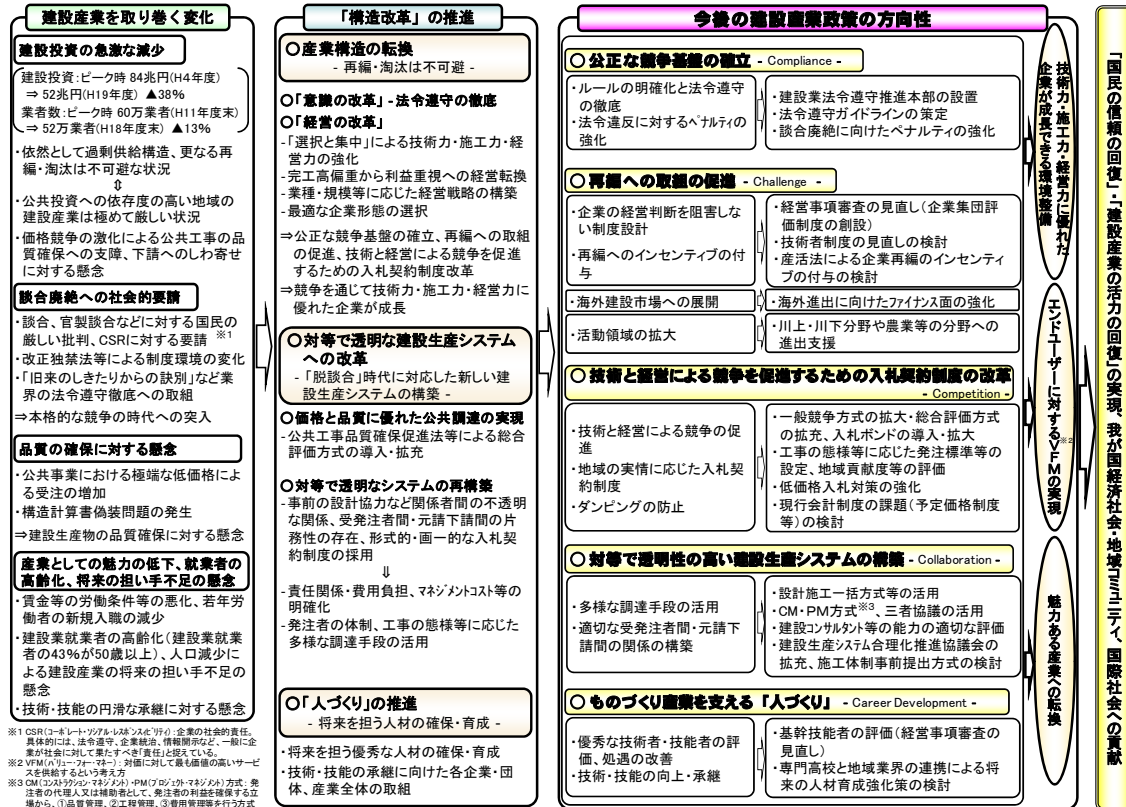 建設産業を取り巻く変化
建設投資の急激な減少
建設投資:ピーク時 84兆円(H4年度)
⇒ 52兆円(H19年度) ▲38%
業者数:ピーク時 60万業者(H11年度末)
⇒ 52万業者(H18年度末) ▲13%
・依然として過剰供給構造、更なる再
編・淘汰は不可避な状況
⇕
・公共投資への依存度の高い地域の
建設産業は極めて厳しい状況
・価格競争の激化による公共工事の品
質確保への支障、下請へのしわ寄せ
に対する懸念
談合廃絶への社会的要請
・談合、官製談合などに対する国民の
厳しい批判、CSRに対する要請 ※1
・改正独禁法等による制度環境の変化
・「旧来のしきたりからの訣別」など業
界の法令遵守徹底への取組
⇒本格的な競争の時代への突入
品質の確保に対する懸念
・公共事業における極端な低価格によ
る受注の増加
・構造計算書偽装問題の発生
⇒建設生産物の品質確保に対する懸念
産業としての魅力の低下、就業者の
高齢化、将来の担い手不足の懸念
・賃金等の労働条件等の悪化、若年労
働者の新規入職の減少
・建設業就業者の高齢化(建設業就業
者の43%が50歳以上)、人口減少に
よる建設産業の将来の担い手不足の
懸念
・技術・技能の円滑な承継に対する懸念
※1 CSR(コーポレート・ソシアル・レスポンスビリティ):企業の社会的責任。
具体的には、法令遵守、企業統治、情報開示など、一般に企
業が社会に対して果たすべき「責任」と捉えている。
※2 VFM(バリュー・フォー・マネー):対価に対して最も価値の高いサービ
スを供給するという考え方
※3 CM(コンストラクション・マネジメント)・PM(プロジェクト・マネジメント)方式:発
注者の代理人又は補助者として、発注者の利益を確保する立
場から、①品質管理、②工程管理、③費用管理等を行う方式
「構造改革」の推進
○産業構造の転換
- 再編・淘汰は不可避 -
○「意識の改革」-法令遵守の徹底
○「経営の改革」
-「選択と集中」による技術力・施工力・経
営力の強化
-完工高偏重から利益重視への経営転換
-業種・規模等に応じた経営戦略の構築
-最適な企業形態の選択
⇒公正な競争基盤の確立、再編への取組
の促進、技術と経営による競争を促進
するための入札契約制度改革
⇒競争を通じて技術力・施工力・経営力に
優れた企業が成長
○対等で透明な建設生産システム
への改革
- 「脱談合」時代に対応した新しい建
設生産システムの構築 -
○価格と品質に優れた公共調達の実現
-公共工事品質確保促進法等による総合
評価方式の導入・拡充
○対等で透明なシステムの再構築
-事前の設計協力など関係者間の不透明
な関係、受発注者間・元請下請間の片
務性の存在、形式的・画一的な入札契
約制度の採用
⇓
-責任関係・費用負担、マネジメントコスト等の
明確化
-発注者の体制、工事の態様等に応じた
多様な調達手段の活用
○「人づくり」の推進
- 将来を担う人材の確保・育成 -
・将来を担う優秀な人材の確保・育成
・技術・技能の承継に向けた各企業・団
体、産業全体の取組
今後の建設産業政策の方向性
○公正な競争基盤の確立 - Compliance -
・ルールの明確化と法令遵守
の徹底
・法令違反に対するペナルティの
強化
・建設業法令遵守推進本部の設置
・法令遵守ガイドラインの策定
・談合廃絶に向けたペナルティの強化
○再編への取組の促進 - Challenge -
・企業の経営判断を阻害しな
い制度設計
・再編へのインセンティブの付
与
・経営事項審査の見直し(企業集団評
価制度の創設)
・技術者制度の見直しの検討
・産活法による企業再編のインセンティ
ブの付与の検討
・海外建設市場への展開
・海外進出に向けたファイナンス面の強化
・活動領域の拡大
・川上・川下分野や農業等の分野への
進出支援
○技術と経営による競争を促進するための入札契約制度の改革
- Competition -
・技術と経営による競争の促
進
・地域の実情に応じた入札契
約制度
・ダンピングの防止
・一般競争方式の拡大・総合評価方式
の拡充、入札ボンドの導入・拡大
・工事の態様等に応じた発注標準等の
設定、地域貢献度等の評価
・低価格入札対策の強化
・現行会計制度の課題(予定価格制度
等)の検討
○対等で透明性の高い建設生産システムの構築 - Collaboration -
・多様な調達手段の活用
・適切な受発注者間・元請下
請間の関係の構築
・設計施工一括方式等の活用
・CM・PM方式※3、三者協議の活用
・建設コンサルタント等の能力の適切な評価
・建設生産システム合理化推進協議会の
拡充、施工体制事前提出方式の検討
○ものづくり産業を支える「人づくり」 - Career Development -
・優秀な技術者・技能者の評
価、処遇の改善
・技術・技能の向上・承継
・基幹技能者の評価(経営事項審査
の見直し)
・専門高校と地域業界の連携による将
来の人材育成強化策の検討
技術力・施工力・経営力に優れた
企業が成長できる環境整備
エンドユーザーに対するVFMの実現
※2
魅力ある産業への転換
「国民の信頼の回復」・「建設産業の活力の回復」の実現、我が国経済社会・地域コミュニティ、国際社会への貢献